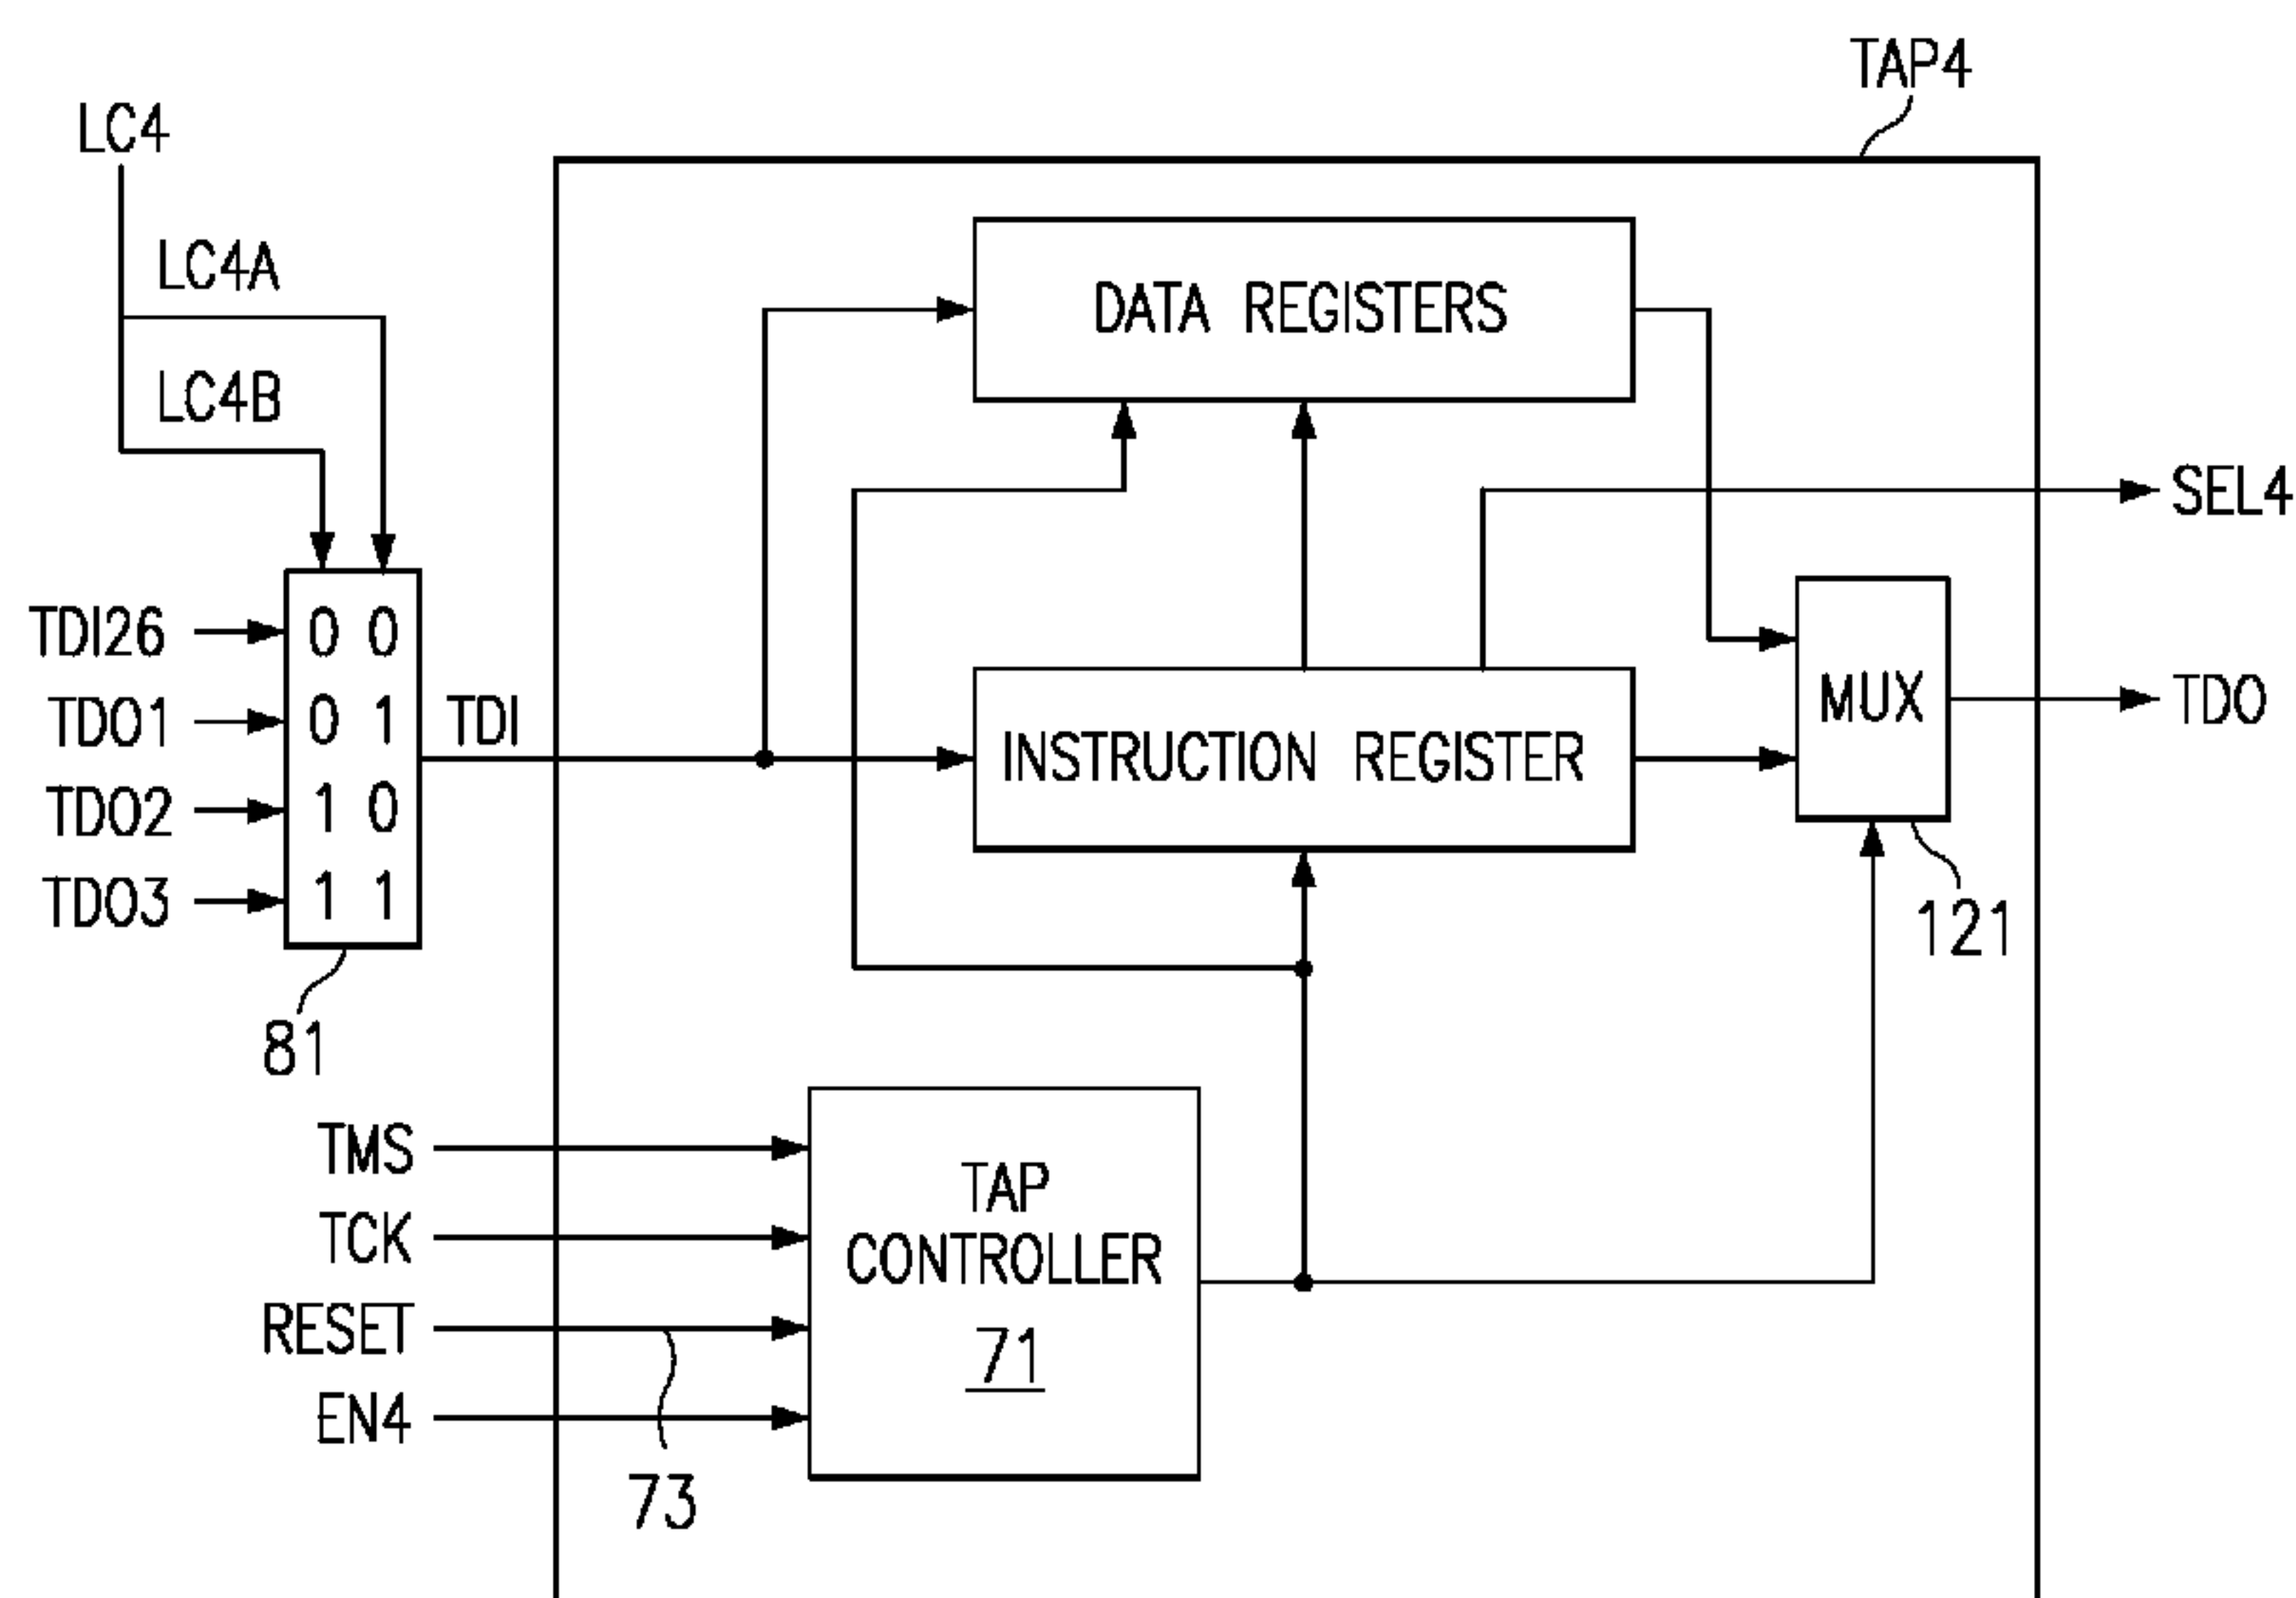 TAP4
LC4
LC4A
LC4B
DATA REGISTERS
SEL4
TDI26
0 0
TDO1
0 1
TDO2
1 0
TDO3
1 1
TDI
INSTRUCTION REGISTER
MUX
TDO
121
81
TMS
TCK
RESET
EN4
TAP
CONTROLLER
71
73